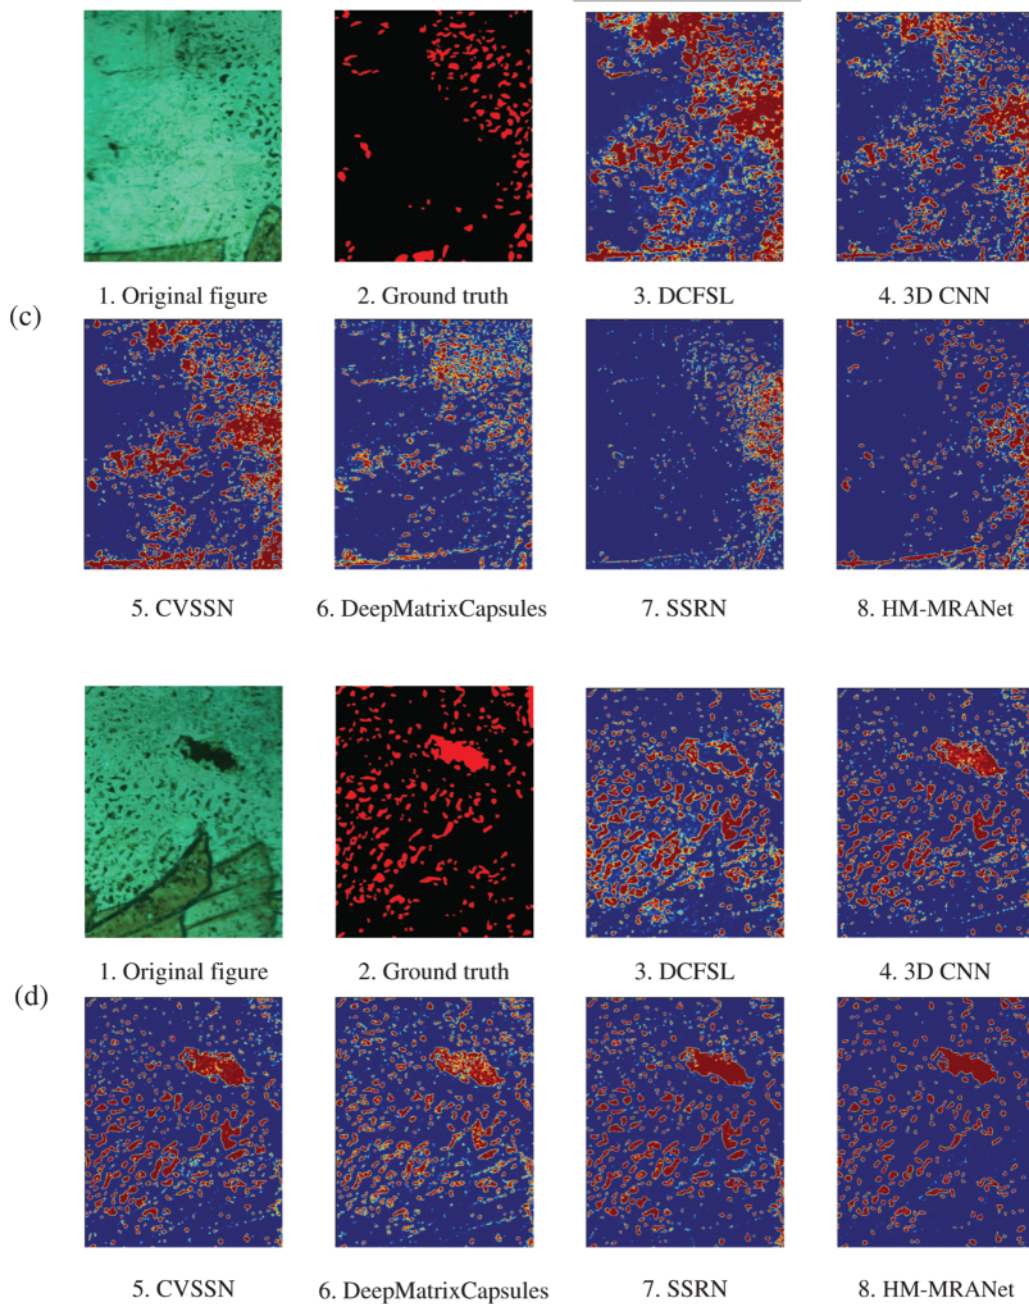 1. Original figure
2. Ground truth
3. DCFSL
4. 3D CNN
(c)
5. CVSSN
6. DeepMatrixCapsules
7. SSRN
8. HM-MRANet
1. Original figure
2. Ground truth
3. DCFSL
4. 3D CNN
(d)
5. CVSSN
6. DeepMatrixCapsules
7. SSRN
8. HM-MRANet